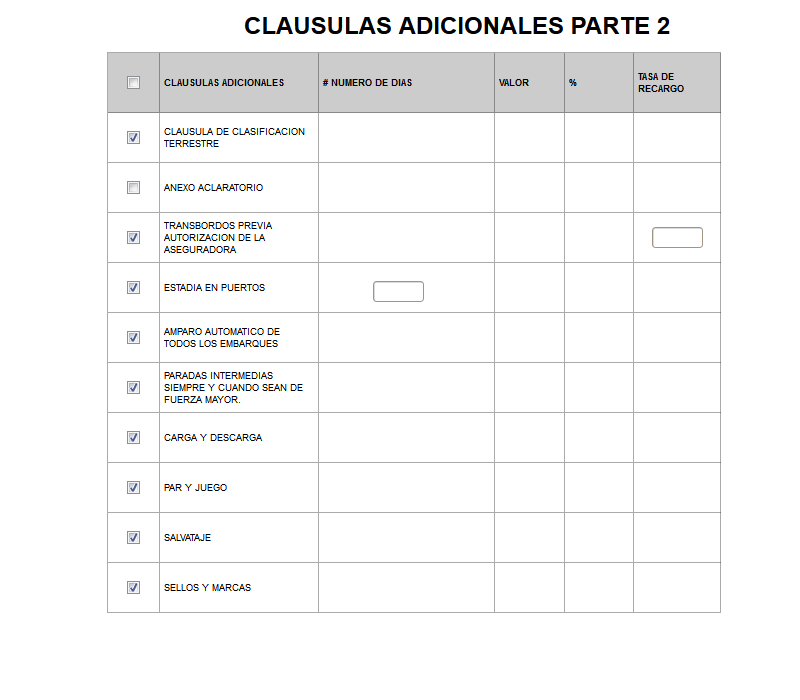 CLAUSULAS ADICIONALES PARTE 2
CLAUSULAS ADICIONALES
# NUMERO DE DIAS
VALOR
%
TASA DE
RECARGO
CLAUSULA DE CLASIFICACION
TERRESTRE
ANEXO ACLARATORIO
TRANSBORDOS PREVIA
AUTORIZACION DE LA
ASEGURADORA
ESTADIA EN PUERTOS
AMPARO AUTOMATICO DE
TODOS LOS EMBARQUES
PARADAS INTERMEDIAS
SIEMPRE Y CUANDO SEAN DE
FUERZA MAYOR.
CARGA Y DESCARGA
PAR Y JUEGO
SALVATAJE
SELLOS Y MARCAS